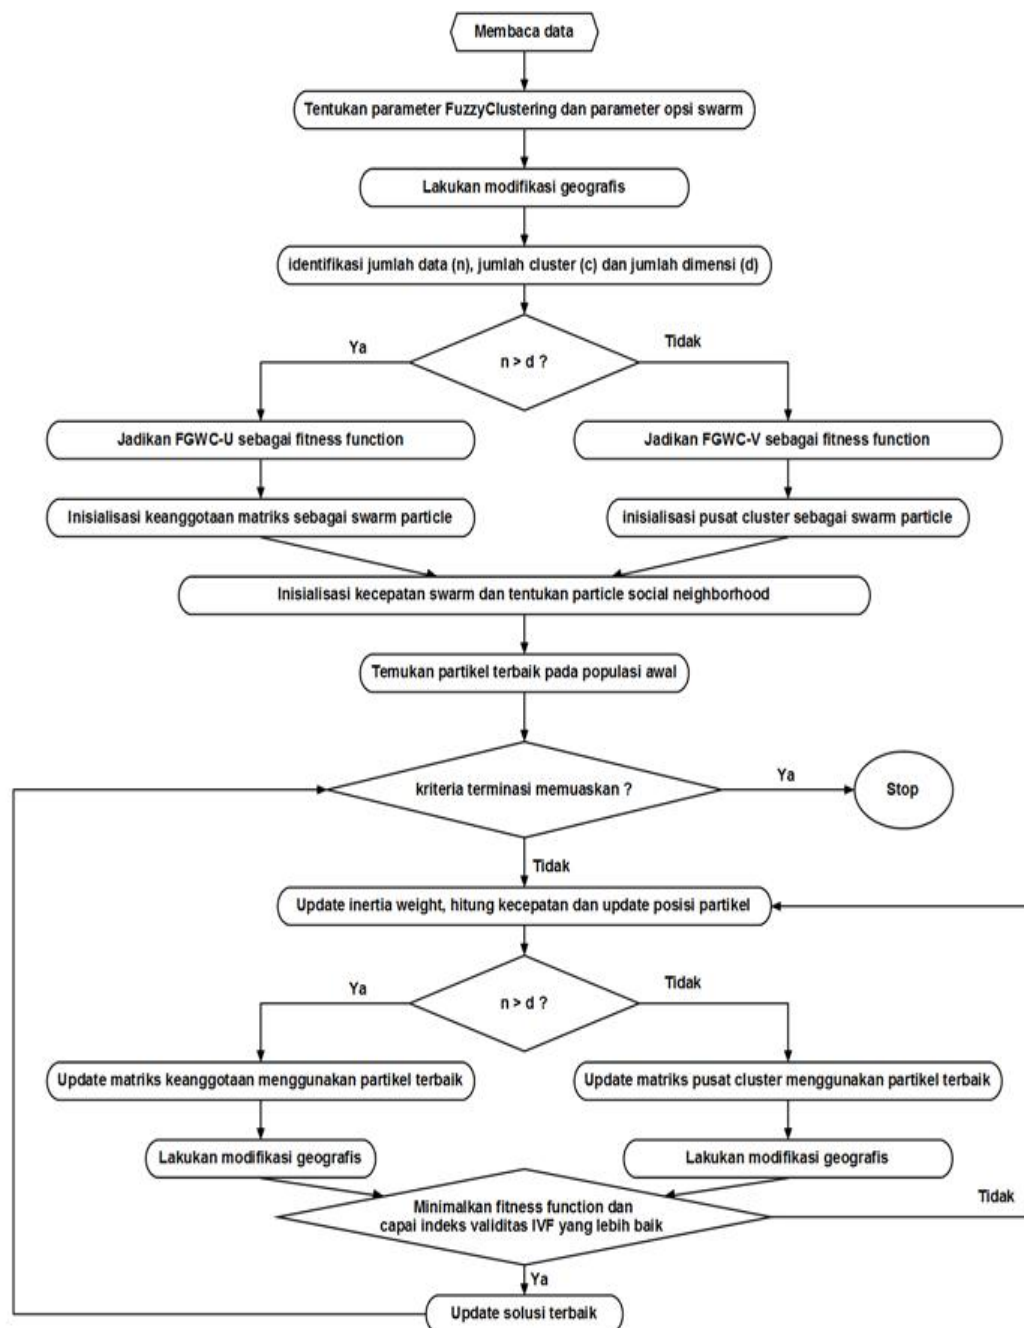 Membaca data
Tentukan parameter FuzzyClustering dan parameter opsi swarm
Lakukan modifikasi geografis
identifikasi jumlah data (n), jumlah cluster (c) dan jumlah dimensi (d)
Ya
n > d ?
Tidak
Jadikan FGWC-U sebagai fitness function
Jadikan FGWC-V sebagai fitness function
Inisialisasi keanggotaan matriks sebagai swarm particle
inisialisasi pusat cluster sebagai swarm particle
Inisialisasi kecepatan swarm dan tentukan particle social neighborhood
Temukan partikel terbaik pada populasi awal
kriteria terminasi memuaskan ?
Ya
Stop
Tidak
Update inertia weight, hitung kecepatan dan update posisi partikel
Ya
n > d ?
Tidak
Update matriks keanggotaan menggunakan partikel terbaik
Update matriks pusat cluster menggunakan partikel terbaik
Lakukan modifikasi geografis
Lakukan modifikasi geografis
Minimalkan fitness function dan
capai indeks validitas IVF yang lebih baik
Tidak
Ya
Update solusi terbaik